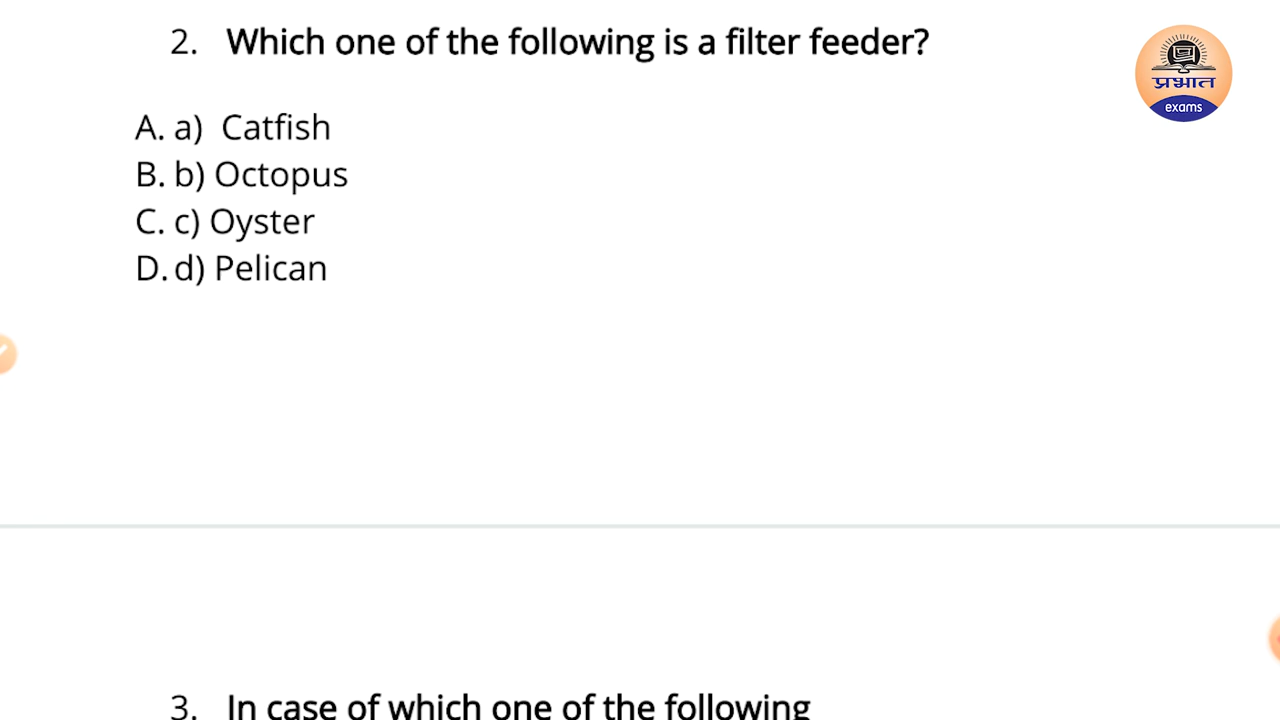 2. Which one of the following is a filter feeder?
प्रभात
exams
A. a) Catfish
B. b) Octopus
C. c) Oyster
D. d) Pelican
3. In case of which one of the following